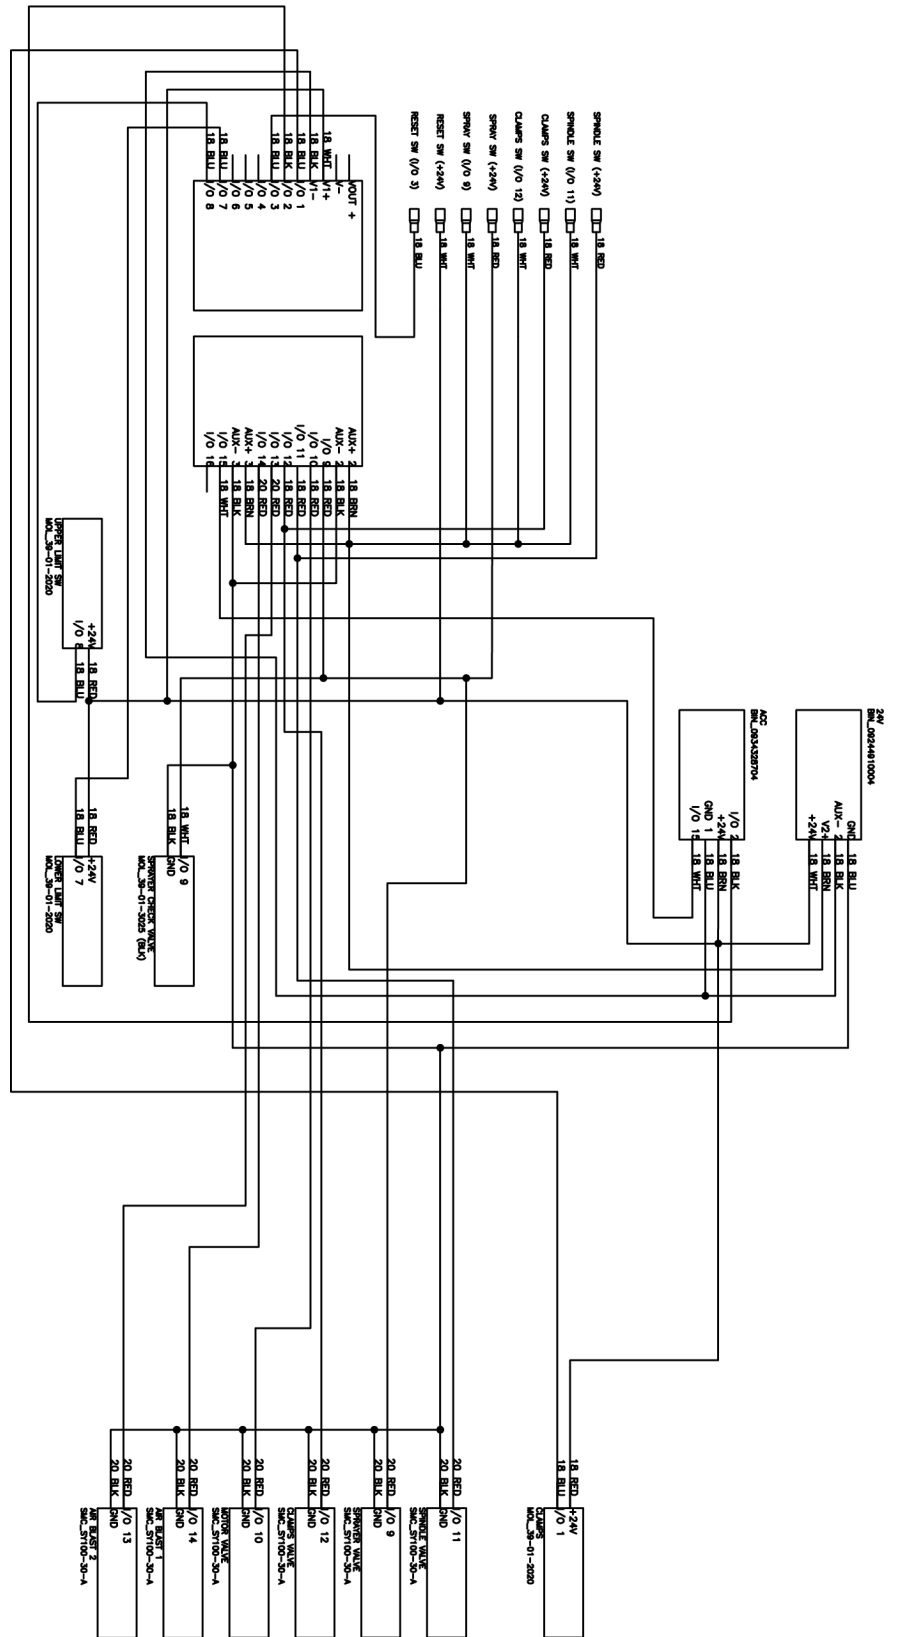 SPINDLE SW (+24V)
18 RED
SPINDLE SW (I/O 11)
18 WHT
CLAMPS SW (+24V)
18 RED
CLAMPS SW (I/O 12)
18 WHT
SPRAY SW (+24V)
18 RED
SPRAY SW (I/O 9)
18 WHT
RESET SW (+24V)
18 WHT
RESET SW (I/O 3)
18 BLU
VOUT +
V-
18 WHT
V1+
18 BLK
V1-
18 BLU
I/O 1
18 BLK
I/O 2
18 BLU
I/O 3
I/O 4
I/O 5
I/O 6
18 BLU
I/O 7
18 BLU
I/O 8
AUX+ 2
18 BRN
AUX- 2
18 BLK
I/O 9
18 RED
I/O 10
18 RED
I/O 11
18 RED
I/O 12
18 RED
I/O 13
20 RED
I/O 14
20 RED
AUX+ 3
18 BRN
AUX- 3
18 BLK
I/O 15
18 WHT
I/O 16
24V
BIN_09244910004
GND
18 BLU
AUX- 2
18 BLK
V2+
18 BRN
+24V
18 WHT
ACC
BIN_0934328704
I/O 2
18 BLK
+24V
18 BRN
GND 1
18 BLU
I/O 15
18 WHT
UPPER LIMIT SW
MOL_39-01-2020
+24V
18 RED
I/O 8
18 BLU
18 RED
+24V
18 BLU
I/O 7
LOWER LIMIT SW
MOL_39-01-2020
18 WHT
I/O 9
18 BLK
GND
SPRAYER CHECK VALVE
MOL_39-01-3025 (BLK)
18 RED
+24V
18 BLU
I/O 1
CLAMPS
MOL_39-01-2020
20 RED
I/O 11
20 BLK
GND
SPINDLE VALVE
SMC_SY100-30-A
20 RED
I/O 9
20 BLK
GND
SPRAYER VALVE
SMC_SY100-30-A
20 RED
I/O 12
20 BLK
GND
CLAMPS VALVE
SMC_SY100-30-A
20 RED
I/O 10
20 BLK
GND
MOTOR VALVE
SMC_SY100-30-A
20 RED
I/O 14
20 BLK
GND
AIR BLAST 1
SMC_SY100-30-A
20 RED
I/O 13
20 BLK
GND
AIR BLAST 2
SMC_SY100-30-A